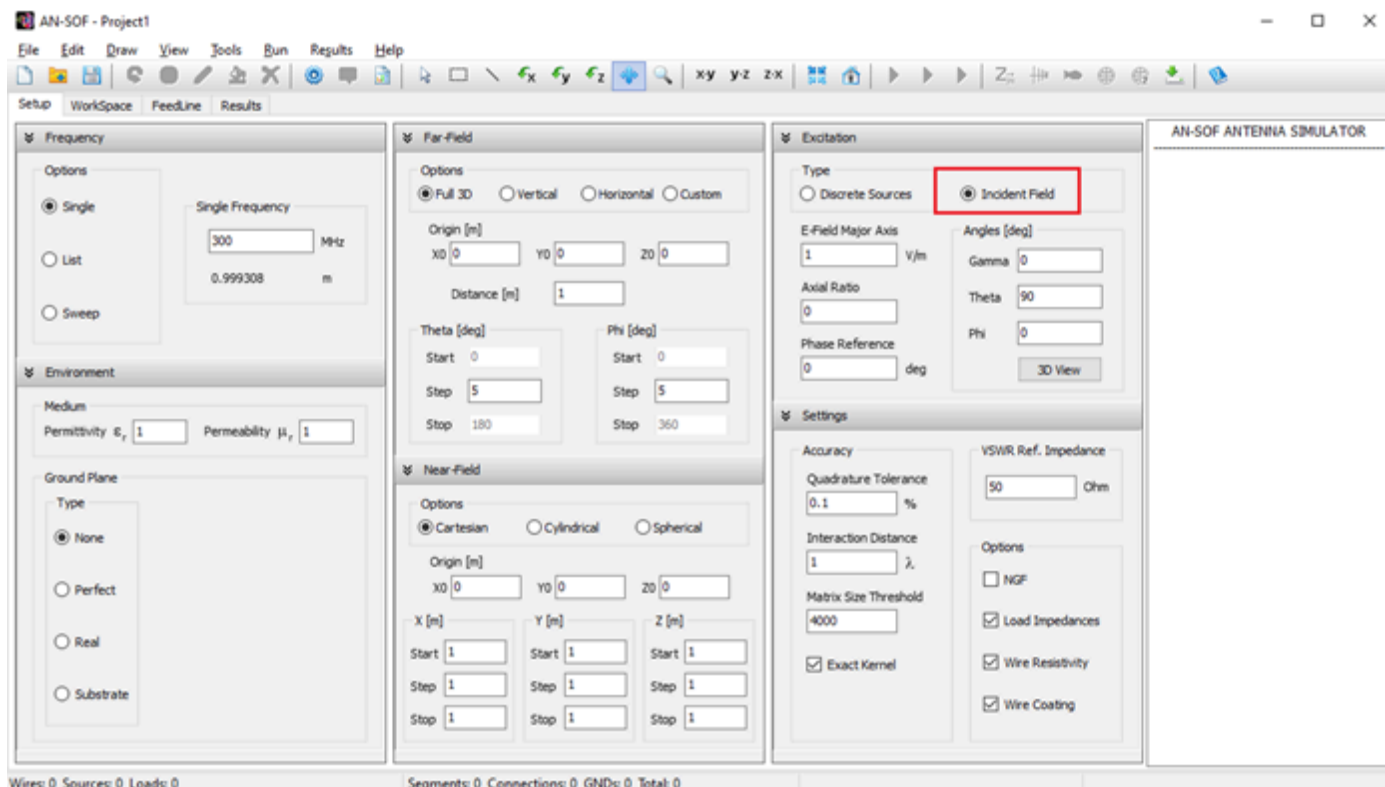 AN-SOF - Project1
File Edit Draw View Tools Run Results Help
x-y y-z z-x
Setup WorkSpace FeedLine Results
Frequency
Options
Single
List
Sweep
Single Frequency
300 MHz
0.999308 m
Environment
Medium
Permittivity εr 1 Permeability μr 1
Ground Plane
Type
None
Perfect
Real
Substrate
Far-Field
Options
Full 3D Vertical Horizontal Custom
Origin [m]
X0 0 Y0 0 Z0 0
Distance [m] 1
Theta [deg] Phi [deg]
Start 0 Start 0
Step 5 Step 5
Stop 180 Stop 360
Near-Field
Options
Cartesian Cylindrical Spherical
Origin [m]
X0 0 Y0 0 Z0 0
X [m] Y [m] Z [m]
Start 1 Start 1 Start 1
Step 1 Step 1 Step 1
Stop 1 Stop 1 Stop 1
Excitation
Type
Discrete Sources Incident Field
E-Field Major Axis
1 V/m
Axial Ratio
0
Phase Reference
0 deg
Angles [deg]
Gamma 0
Theta 90
Phi 0
3D View
Settings
Accuracy
Quadrature Tolerance
0.1 %
Interaction Distance
1 λ
Matrix Size Threshold
4000
Exact Kernel
VSWR Ref. Impedance
50 Ohm
Options
NGF
Load Impedances
Wire Resistivity
Wire Coating
AN-SOF ANTENNA SIMULATOR
Wires: 0 Sources: 0 Loads: 0 Segments: 0 Connections: 0 GNDs: 0 Total: 0